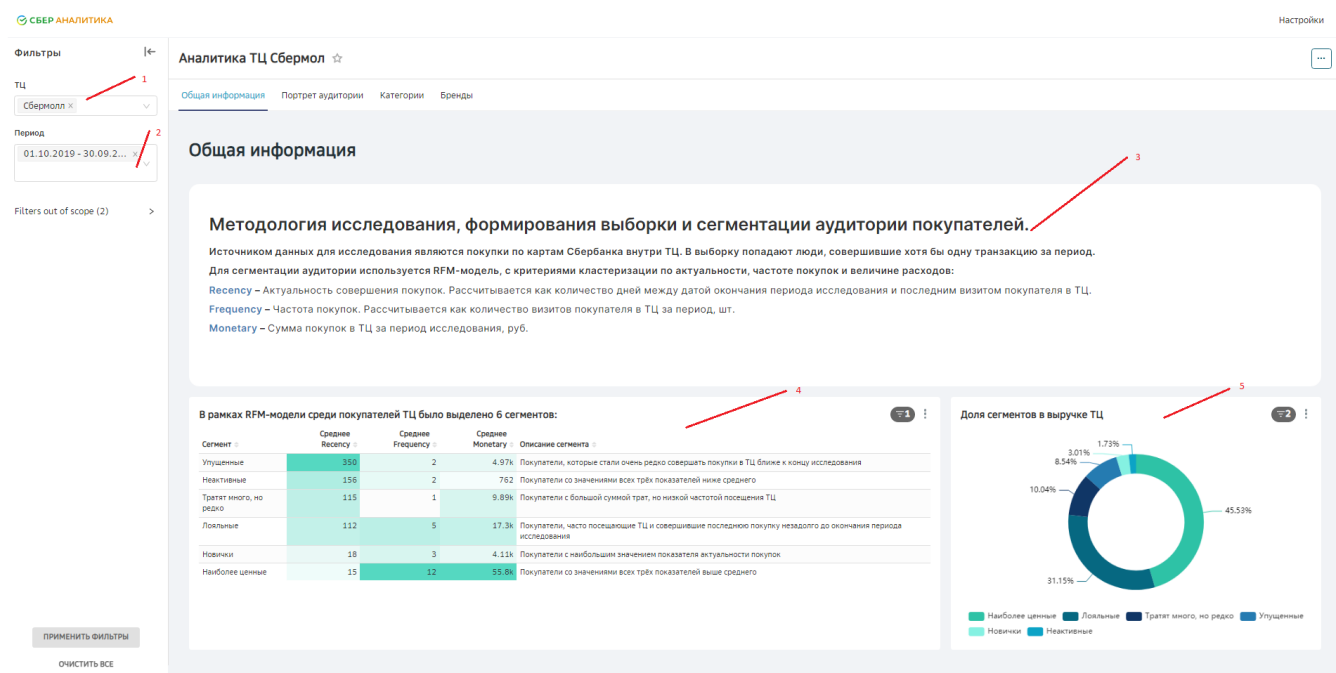 СБЕР АНАЛИТИКА
Настройки
Фильтры
ТЦ
1
Сбермолл ×
Период
2
01.10.2019 - 30.09.2... ×
Filters out of scope (2)
ПРИМЕНИТЬ ФИЛЬТРЫ
ОЧИСТИТЬ ВСЕ
Аналитика ТЦ Сбермол
Общая информация Портрет аудитории Категории Бренды
Общая информация
3
Методология исследования, формирования выборки и сегментации аудитории покупателей.
Источником данных для исследования являются покупки по картам Сбербанка внутри ТЦ. В выборку попадают люди, совершившие хотя бы одну транзакцию за период.
Для сегментации аудитории используется RFM-модель, с критериями кластеризации по актуальности, частоте покупок и величине расходов:
Recency – Актуальность совершения покупок. Рассчитывается как количество дней между датой окончания периода исследования и последним визитом покупателя в ТЦ.
Frequency – Частота покупок. Рассчитывается как количество визитов покупателя в ТЦ за период, шт.
Monetary – Сумма покупок в ТЦ за период исследования, руб.
4
В рамках RFM-модели среди покупателей ТЦ было выделено 6 сегментов:
1
Сегмент Среднее Recency Среднее Frequency Среднее Monetary Описание сегмента
Упущенные 350 2 4.97k Покупатели, которые стали очень редко совершать покупки в ТЦ ближе к концу исследования
Неактивные 156 2 762 Покупатели со значениями всех трёх показателей ниже среднего
Тратят много, но редко 115 1 9.89k Покупатели с большой суммой трат, но низкой частотой посещения ТЦ
Лояльные 112 5 17.3k Покупатели, часто посещающие ТЦ и совершившие последнюю покупку незадолго до окончания периода исследования
Новички 18 3 4.11k Покупатели с наибольшим значением показателя актуальности покупок
Наиболее ценные 15 12 55.8k Покупатели со значениями всех трёх показателей выше среднего
5
Доля сегментов в выручке ТЦ
2
1.73%
3.01%
8.54%
10.04%
45.53%
31.15%
Наиболее ценные Лояльные Тратят много, но редко Упущенные
Новички Неактивные